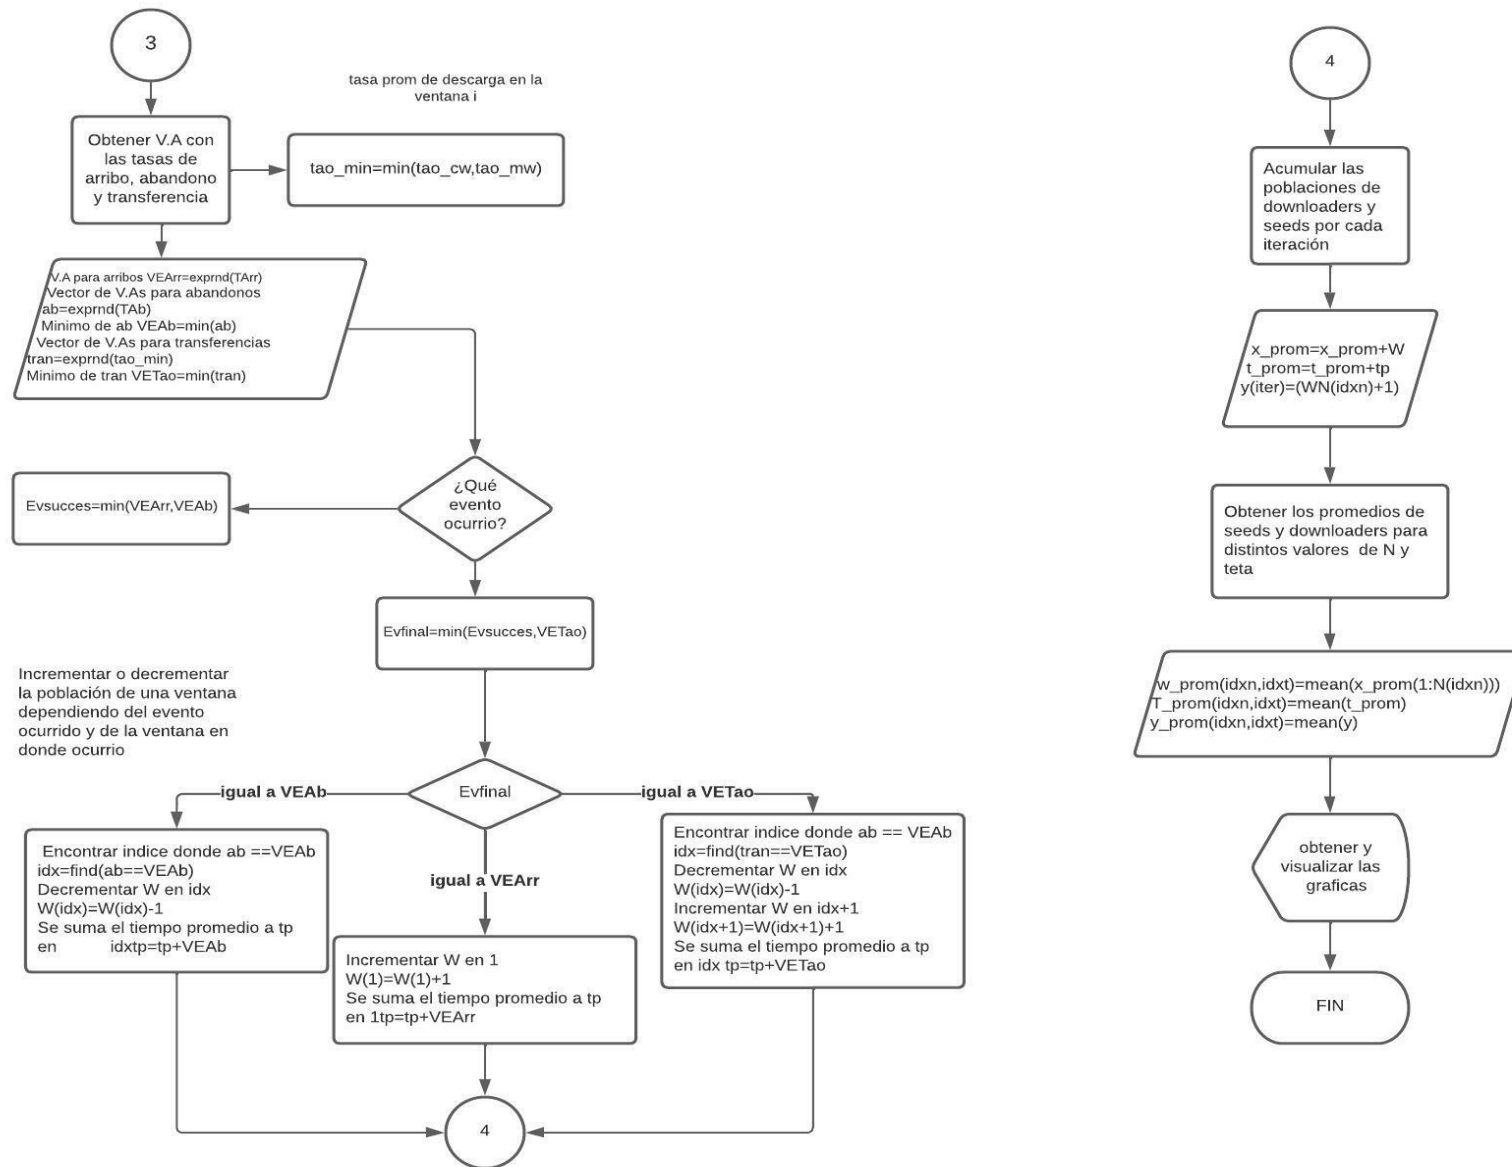 3
tasa prom de descarga en la
ventana i
Obtener V.A con
las tasas de
arribo, abandono
y transferencia
tao_min=min(tao_cw,tao_mw)
V.A para arribos VEArr=exprnd(TArr)
Vector de V.As para abandonos
ab=exprnd(TAb)
Minimo de ab VEAb=min(ab)
Vector de V.As para transferencias
tran=exprnd(tao_min)
Minimo de tran VETao=min(tran)
¿Qué
evento
ocurrio?
Evsucces=min(VEArr,VEAb)
Evfinal=min(Evsucces,VETao)
Incrementar o decrementar
la población de una ventana
dependiendo del evento
ocurrido y de la ventana en
donde ocurrio
igual a VEAb
Evfinal
igual a VETao
igual a VEArr
Encontrar indice donde ab ==VEAb
idx=find(ab==VEAb)
Decrementar W en idx
W(idx)=W(idx)-1
Se suma el tiempo promedio a tp
en idxtp=tp+VEAb
Incrementar W en 1
W(1)=W(1)+1
Se suma el tiempo promedio a tp
en 1tp=tp+VEArr
Encontrar indice donde ab == VEAb
idx=find(tran==VETao)
Decrementar W en idx
W(idx)=W(idx)-1
Incrementar W en idx+1
W(idx+1)=W(idx+1)+1
Se suma el tiempo promedio a tp
en idx tp=tp+VETao
4
4
Acumular las
poblaciones de
downloaders y
seeds por cada
iteración
x_prom=x_prom+W
t_prom=t_prom+tp
y(iter)=(WN(idxn)+1)
Obtener los promedios de
seeds y downloaders para
distintos valores de N y
teta
w_prom(idxn,idxt)=mean(x_prom(1:N(idxn)))
T_prom(idxn,idxt)=mean(t_prom)
y_prom(idxn,idxt)=mean(y)
obtener y
visualizar las
graficas
FIN